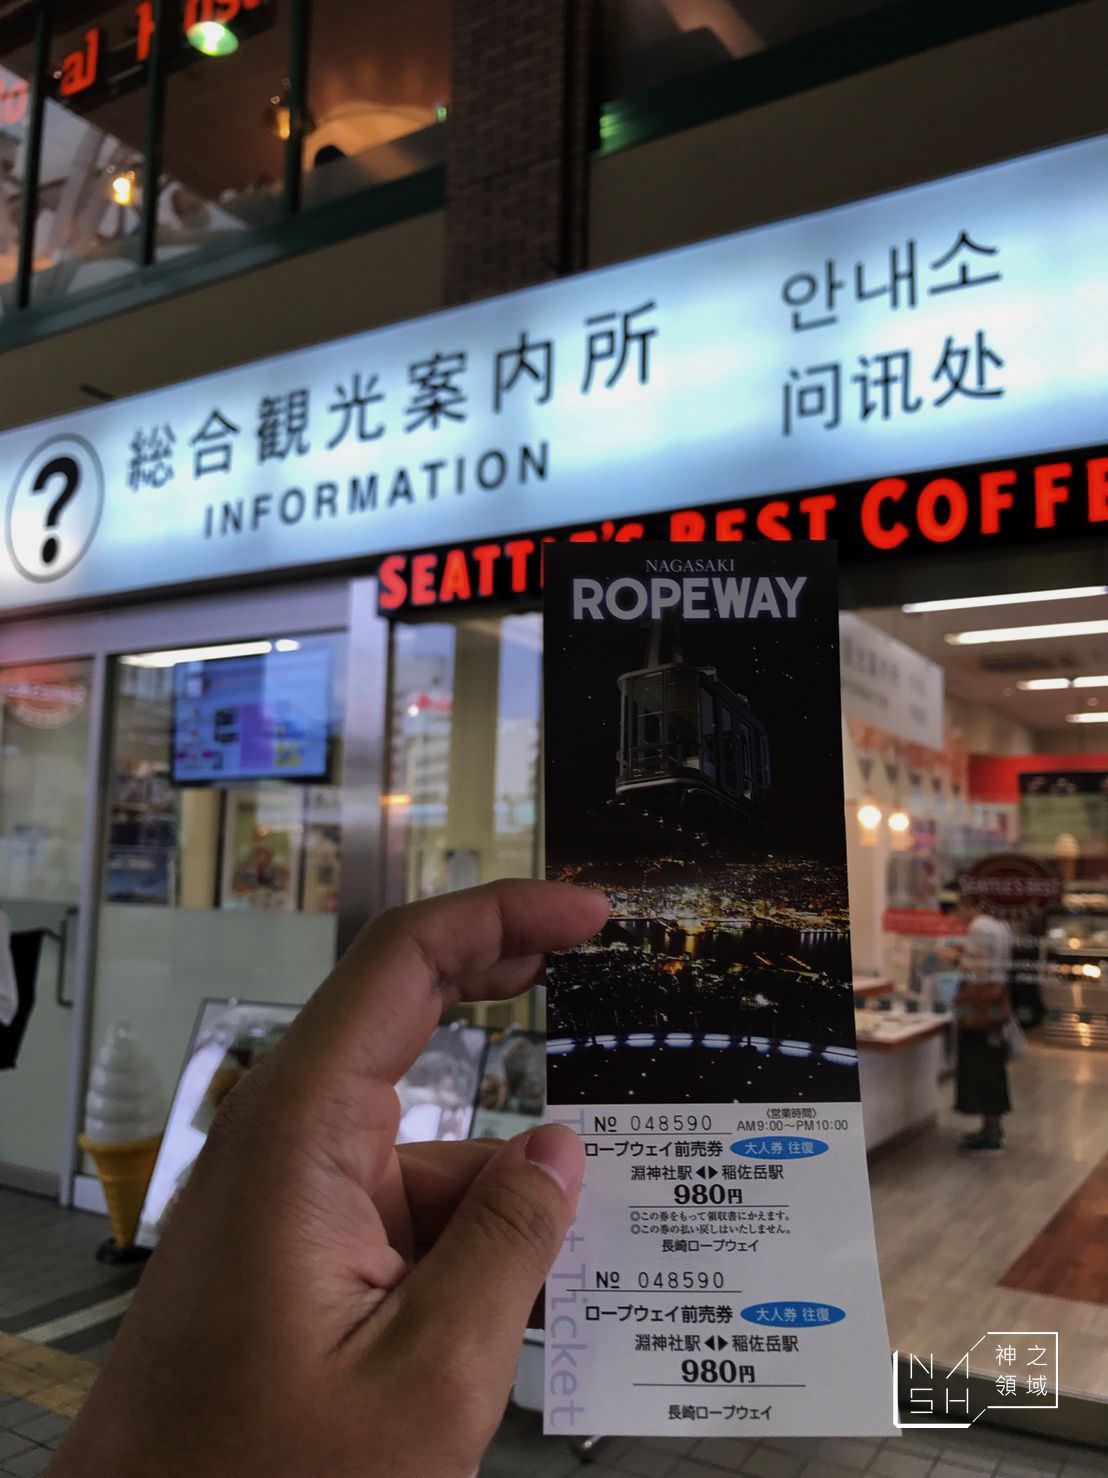 総合観光案内所
INFORMATION
안내소
问讯处
?
SEATTLE'S BEST COFFE
NAGASAKI
ROPEWAY
№ 048590
〈営業時間〉
AM9:00〜PM10:00
ロープウェイ前売券 大人券 往復
淵神社駅◀▶稲佐岳駅
980円
◎この券をもって領収書にかえます。
◎この券の払い戻しはいたしません。
長崎ロープウェイ
№ 048590
ロープウェイ前売券 大人券 往復
淵神社駅◀▶稲佐岳駅
980円
長崎ロープウェイ
Ticket
NASH
神之領域